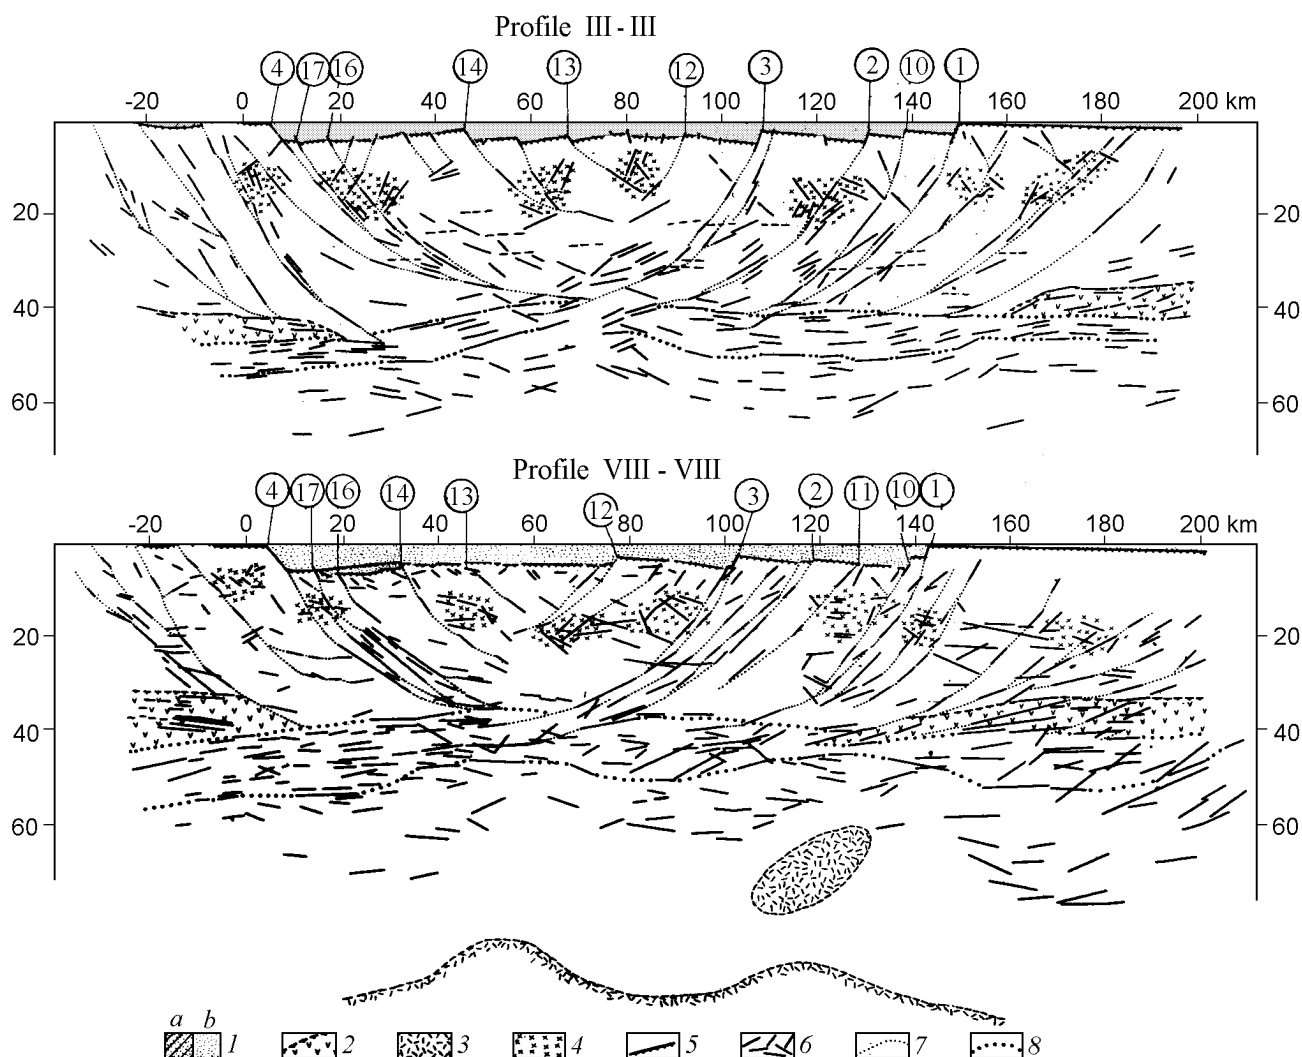 Profile III - III
4 17 16 14 13 12 3 2 10 1
-20 0 20 40 60 80 100 120 140 160 180 200 km
20 20
40 40
60 60
Profile VIII - VIII
4 17 16 14 13 12 3 2 11 10 1
-20 0 20 40 60 80 100 120 140 160 180 200 km
20 20
40 40
60 60
a b
1 2 3 4 5 6 7 8